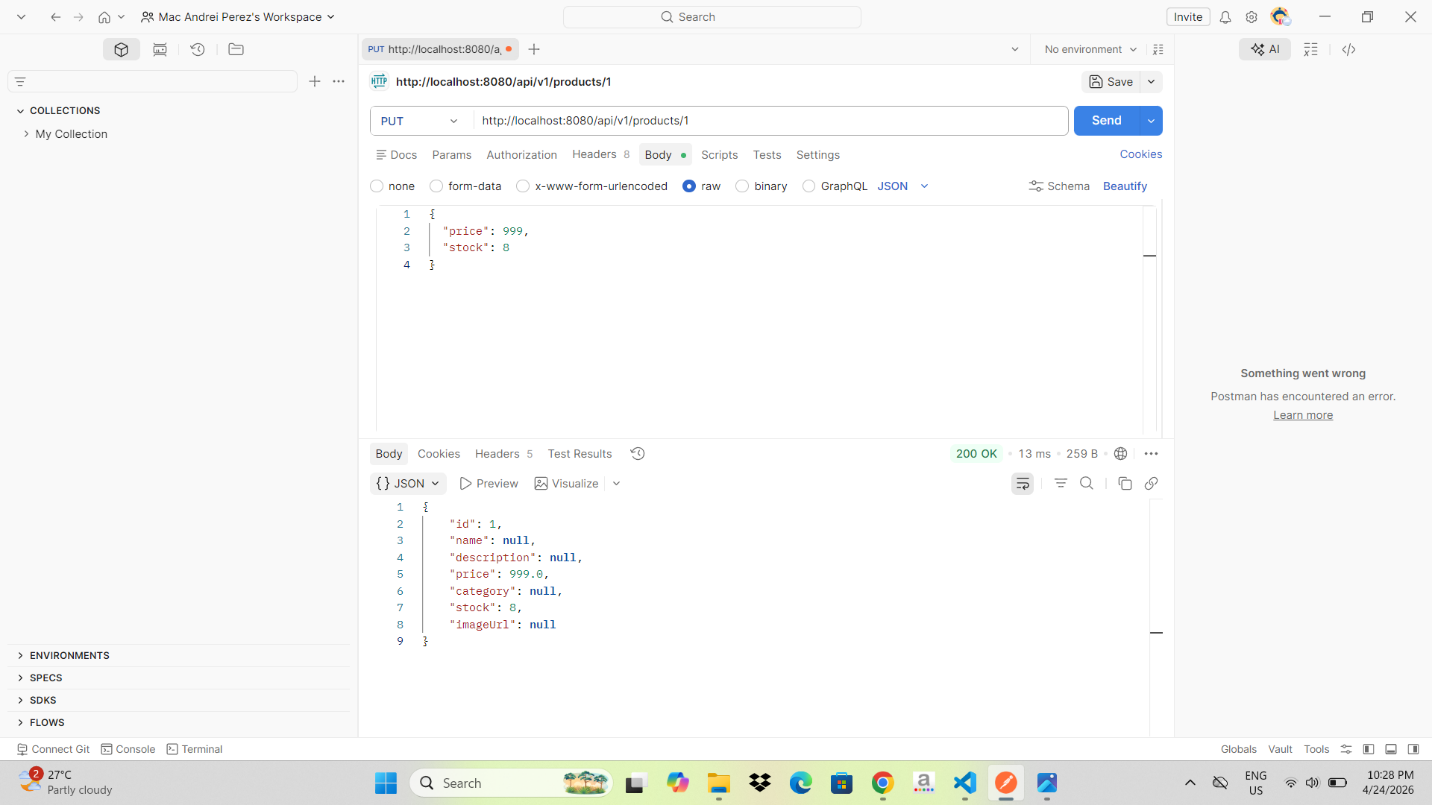 Mac Andrei Perez's Workspace
Search
Invite
PUT http://localhost:8080/a
No environment
AI
HTTP http://localhost:8080/api/v1/products/1
Save
COLLECTIONS
My Collection
PUT http://localhost:8080/api/v1/products/1
Send
Docs Params Authorization Headers 8 Body Scripts Tests Settings
Cookies
none form-data x-www-form-urlencoded raw binary GraphQL JSON
Schema Beautify
1 {
2 "price": 999,
3 "stock": 8
4 }
Something went wrong
Postman has encountered an error.
Learn more
Body Cookies Headers 5 Test Results
200 OK • 13 ms • 259 B •
{ } JSON Preview Visualize
1 {
2 "id": 1,
3 "name": null,
4 "description": null,
5 "price": 999.0,
6 "category": null,
7 "stock": 8,
8 "imageUrl": null
9 }
ENVIRONMENTS
SPECS
SDKS
FLOWS
Connect Git Console Terminal
Globals Vault Tools
2
27°C
Partly cloudy
Search
a
ENG
US
10:28 PM
4/24/2026